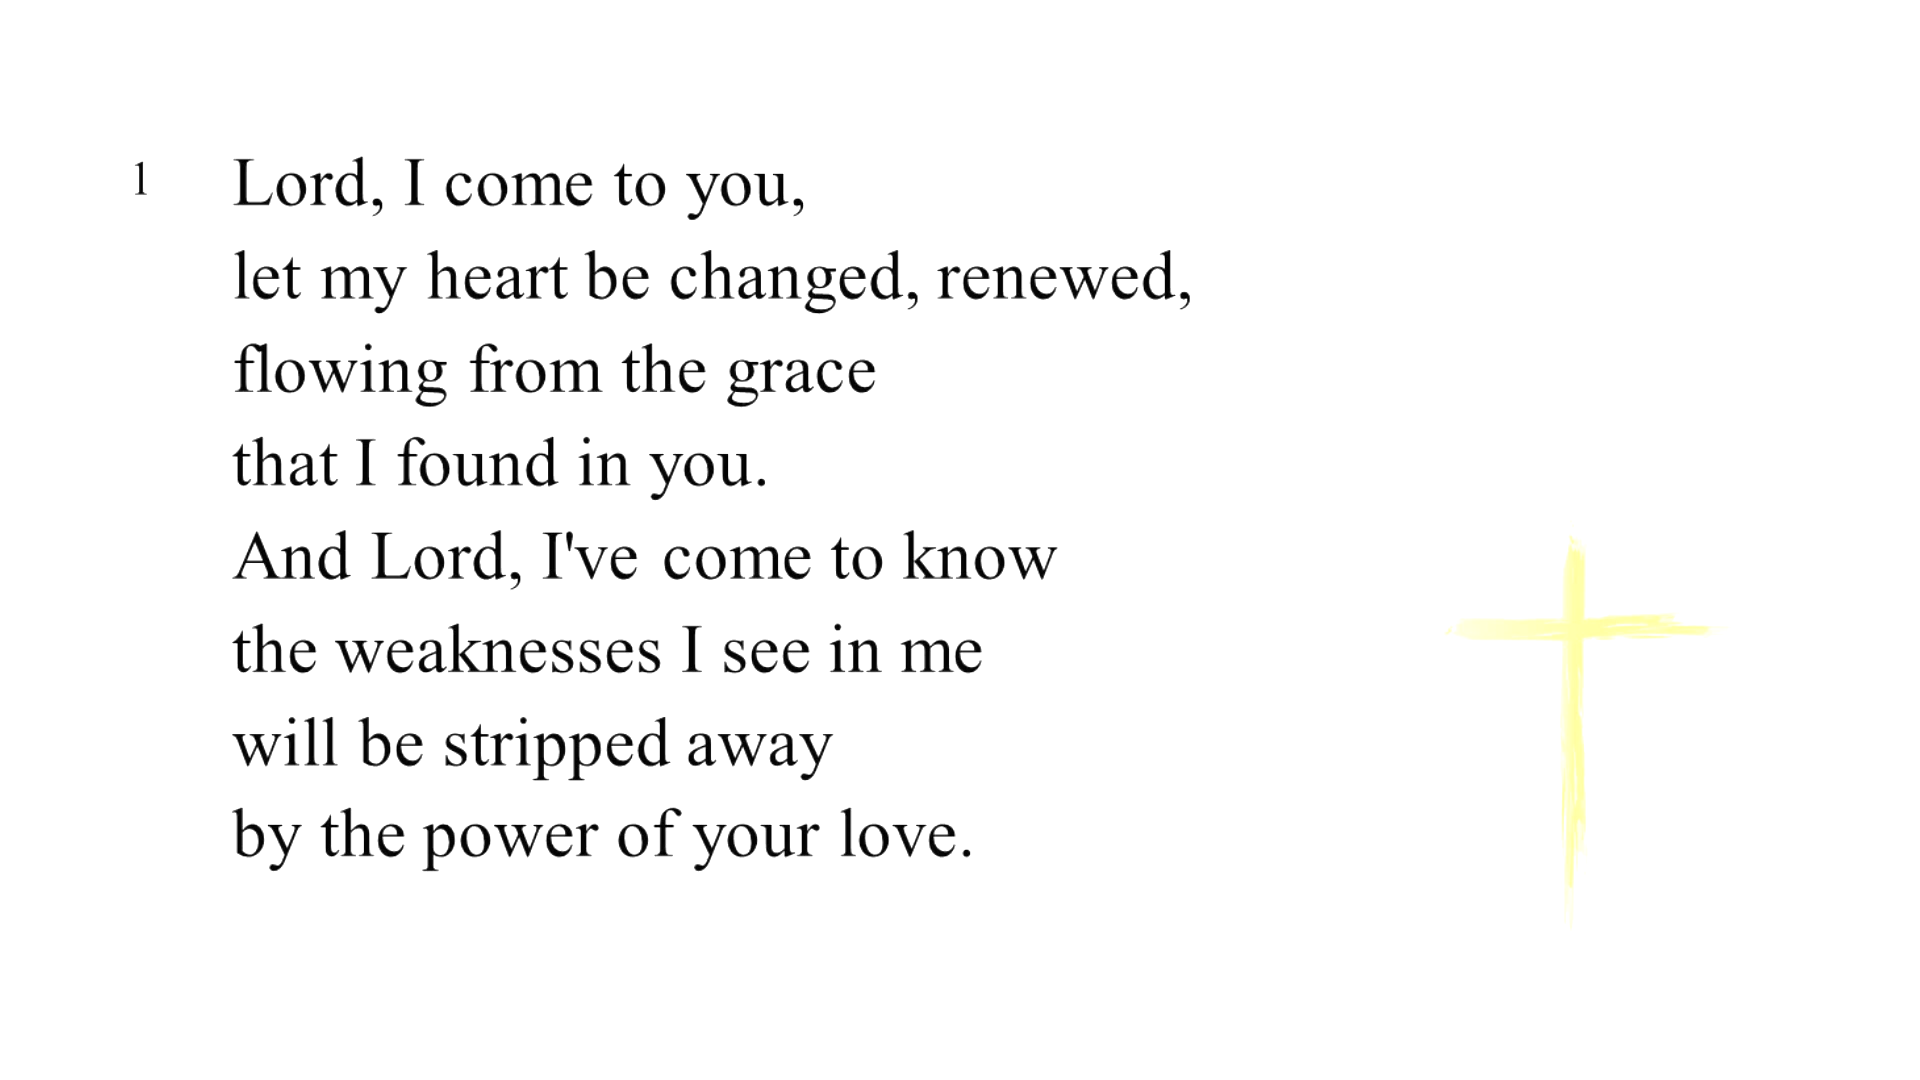 1 Lord, I come to you,
let my heart be changed, renewed,
flowing from the grace
that I found in you.
And Lord, I've come to know
the weaknesses I see in me
will be stripped away
by the power of your love.